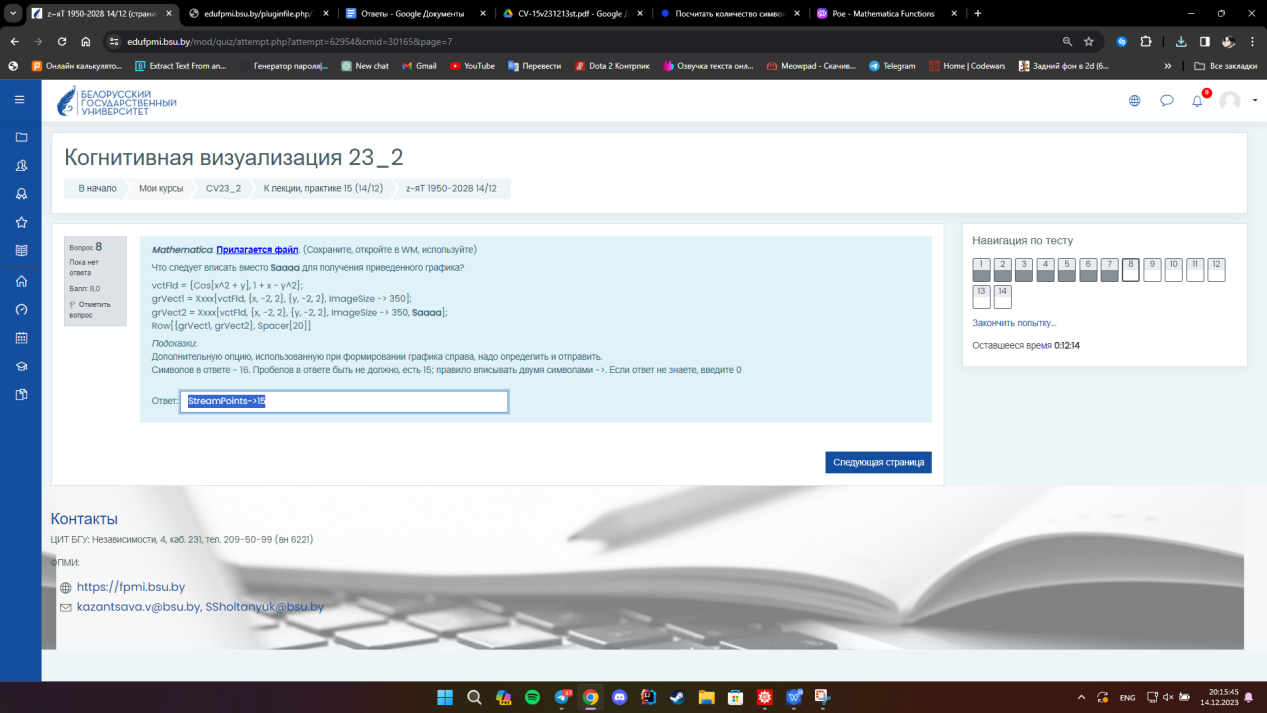 z~яТ 1950-2028 14/12 (страни
edufpmi.bsu.by/pluginfile.php/
Ответы - Google Документы
CV-15v231213st.pdf - Google Д
Посчитать количество символ
Poe - Mathematica Functions
edufpmi.bsu.by/mod/quiz/attempt.php?attempt=62954&cmid=30165&page=7
Онлайн калькулято...
Extract Text From an...
Генератор пароля|...
New chat
Gmail
YouTube
Перевести
Dota 2 Контрпик
Озвучка текста онл...
Meowpad - Скачив...
Telegram
Home | Codewars
Задний фон в 2d (6...
»
Все закладки
БЕЛОРУССКИЙ
ГОСУДАРСТВЕННЫЙ
УНИВЕРСИТЕТ
9
Когнитивная визуализация 23_2
В начало
Мои курсы
CV23_2
К лекции, практике 15 (14/12)
z~яТ 1950-2028 14/12
Вопрос 8
Пока нет
ответа
Балл: 8,0
Отметить
вопрос
Mathematica. Прилагается файл. (Сохраните, откройте в WM, используйте)
Что следует вписать вместо Saaaa для получения приведенного графика?
vctFld = {Cos[x^2 + y], 1 + x - y^2};
grVect1 = Xxxx[vctFld, {x, -2, 2}, {y, -2, 2}, ImageSize -> 350];
grVect2 = Xxxx[vctFld, {x, -2, 2}, {y, -2, 2}, ImageSize -> 350, Saaaa];
Row[{grVect1, grVect2}, Spacer[20]]
Подсказки:
Дополнительную опцию, использованную при формировании графика справа, надо определить и отправить.
Символов в ответе - 16. Пробелов в ответе быть не должно, есть 15; правило вписывать двумя символами ->. Если ответ не знаете, введите 0
Ответ: StreamPoints->15
Следующая страница
Навигация по тесту
1 2 3 4 5 6 7 8 9 10 11 12
13 14
Закончить попытку...
Оставшееся время 0:12:14
Контакты
ЦИТ БГУ: Независимости, 4, каб. 231, тел. 209-50-99 (вн 6221)
ФПМИ:
https://fpmi.bsu.by
kazantsava.v@bsu.by, SSholtanyuk@bsu.by
ENG
20:15:45
14.12.2023